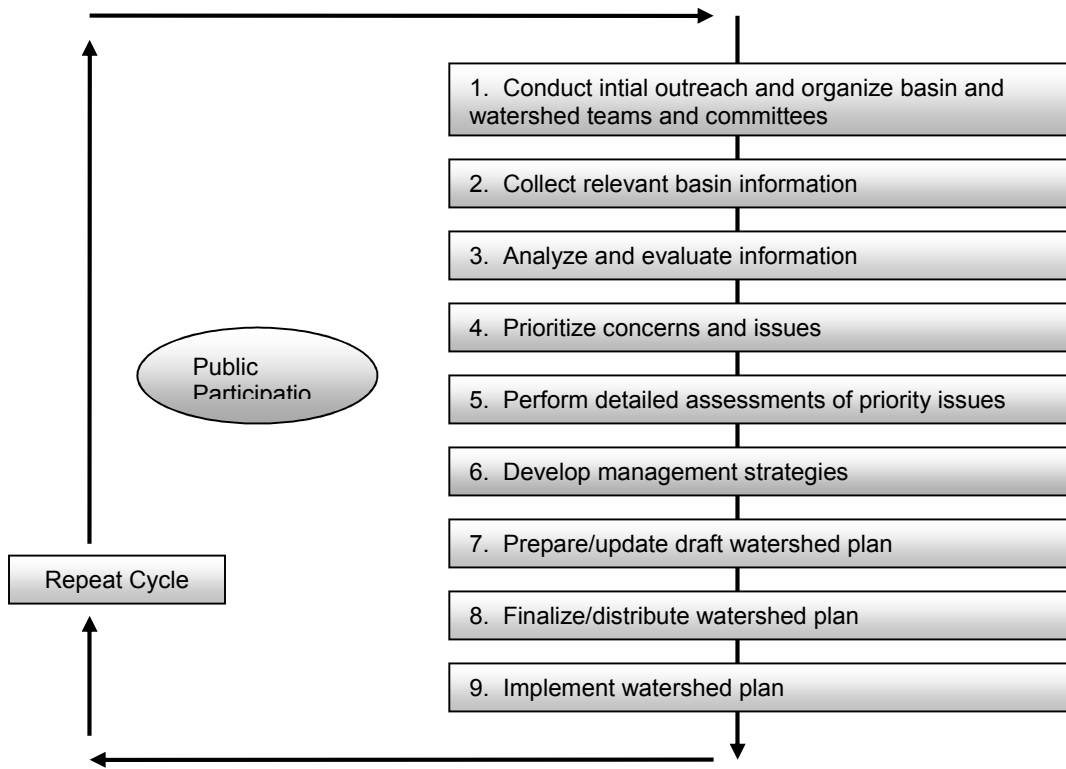 1. Conduct intial outreach and organize basin and
watershed teams and committees
2. Collect relevant basin information
3. Analyze and evaluate information
4. Prioritize concerns and issues
Public
Participatio
5. Perform detailed assessments of priority issues
6. Develop management strategies
7. Prepare/update draft watershed plan
Repeat Cycle
8. Finalize/distribute watershed plan
9. Implement watershed plan